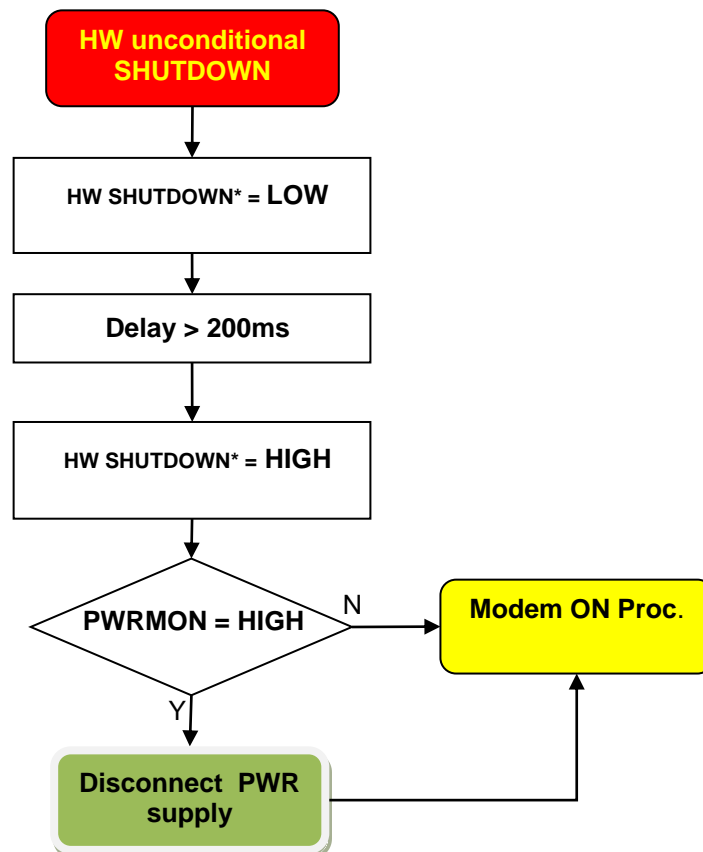 HW unconditional
SHUTDOWN
HW SHUTDOWN* = LOW
Delay > 200ms
HW SHUTDOWN* = HIGH
PWRMON = HIGH
N
Modem ON Proc.
Y
Disconnect PWR
supply